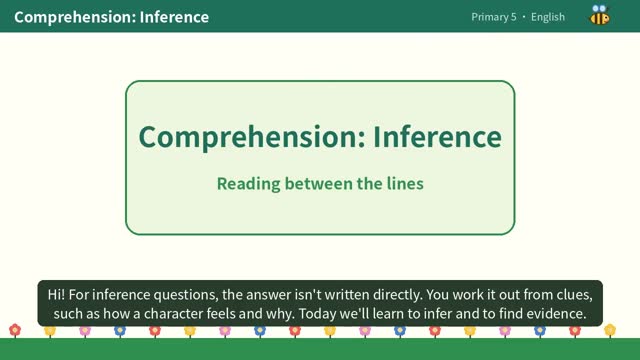 Comprehension: Inference
Primary 5 • English
Comprehension: Inference
Reading between the lines
Hi! For inference questions, the answer isn't written directly. You work it out from clues,
such as how a character feels and why. Today we'll learn to infer and to find evidence.